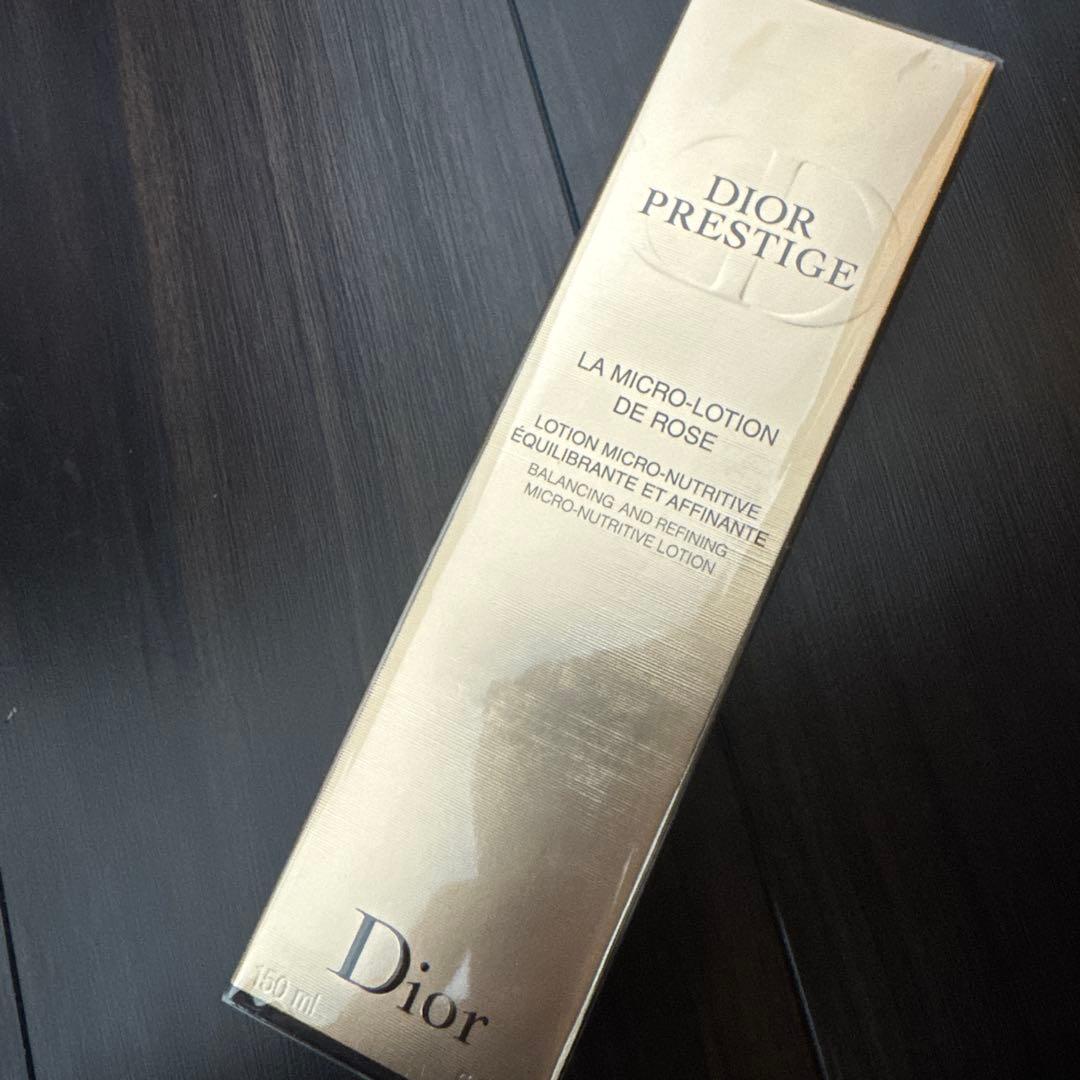 DIOR
PRESTIGE
LA MICRO-LOTION
DE ROSE
LOTION MICRO-NUTRITIVE
ÉQUILIBRANTE ET AFFINANTE
BALANCING AND REFINING
MICRO-NUTRITIVE LOTION
Dior
150 ml